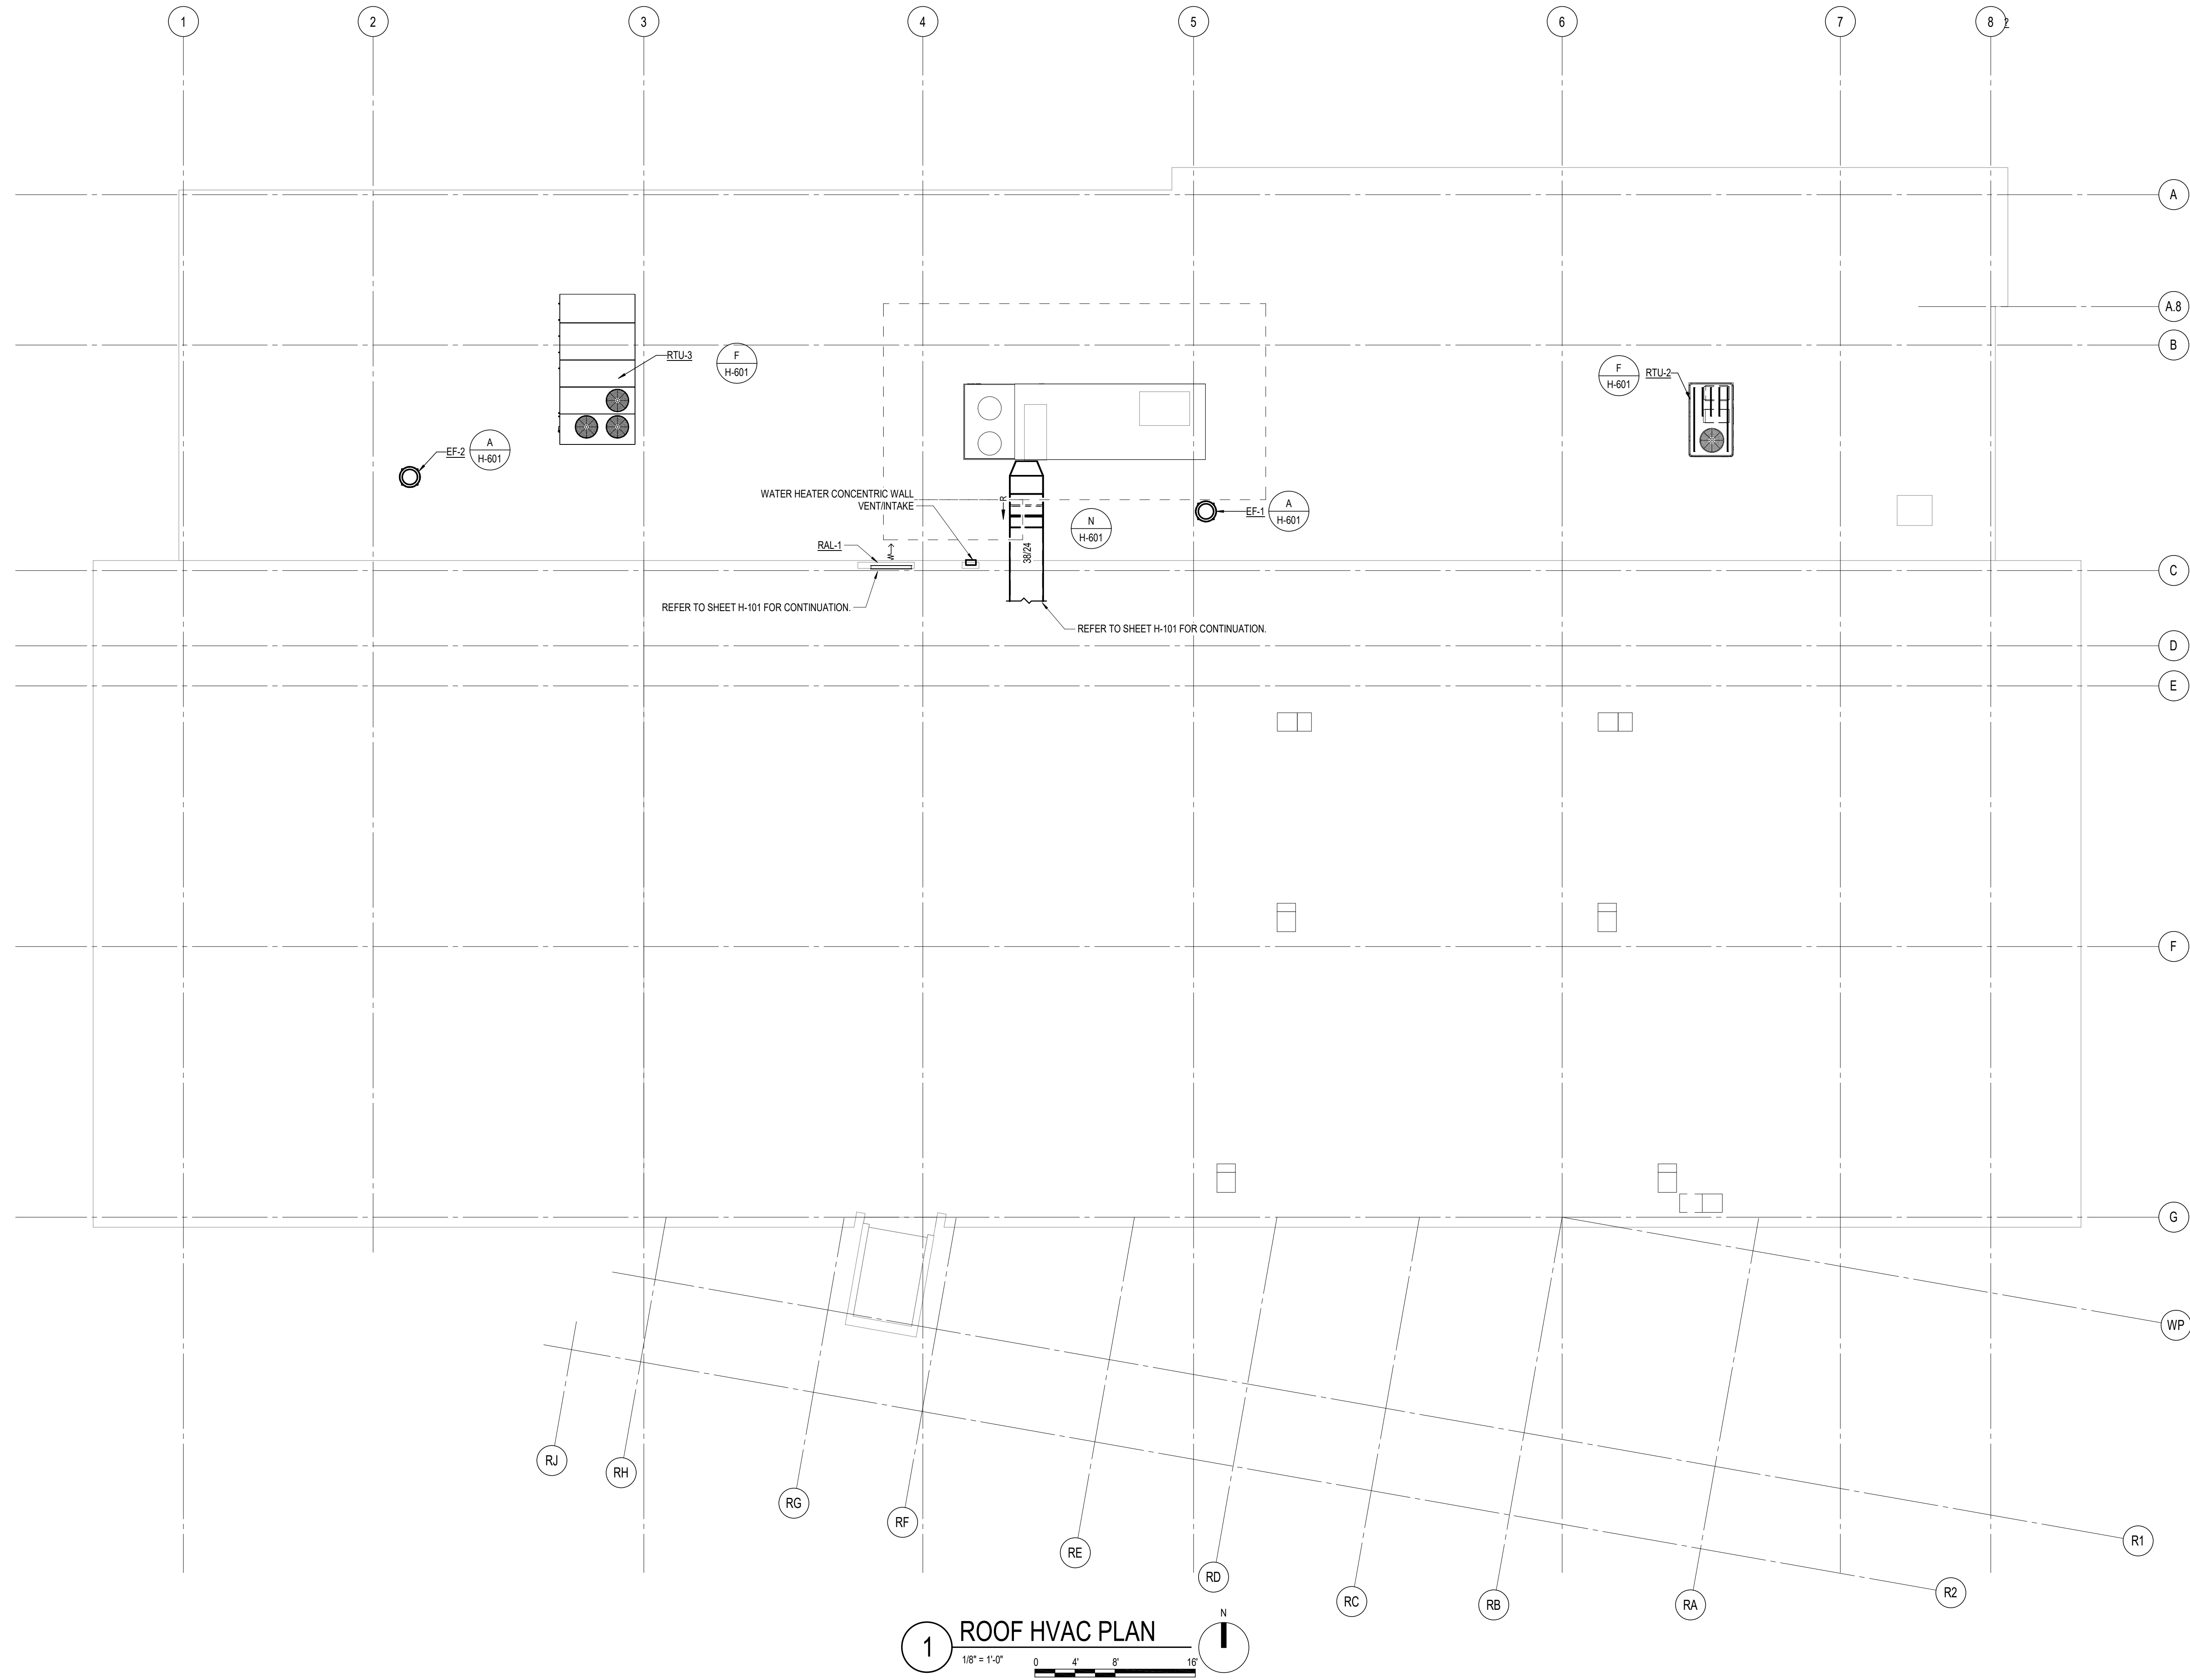 1
2
3
4
5
6
7
8
2
A
A.8
B
RTU-3
F
H-601
F
H-601
RTU-2
EF-2
A
H-601
WATER HEATER CONCENTRIC WALL
VENT/INTAKE
R
EF-1
A
H-601
N
H-601
RAL-1
38/24
C
REFER TO SHEET H-101 FOR CONTINUATION.
REFER TO SHEET H-101 FOR CONTINUATION.
D
E
F
G
WP
RJ
RH
RG
RF
RE
RD
RC
RB
RA
R2
R1
1
ROOF HVAC PLAN
1/8" = 1'-0"
0 4' 8' 16'
N